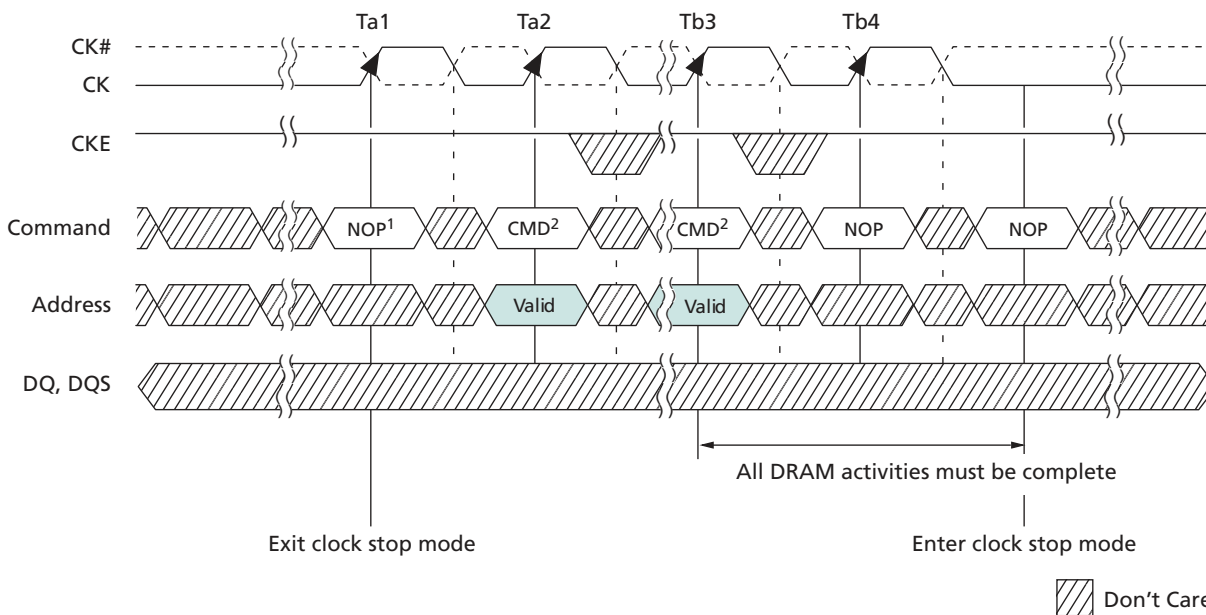 Ta1 Ta2 Tb3 Tb4
CK#
CK
CKE
Command NOP1 CMD2 CMD2 NOP NOP
Address Valid Valid
DQ, DQS
All DRAM activities must be complete
Exit clock stop mode Enter clock stop mode
Don't Care